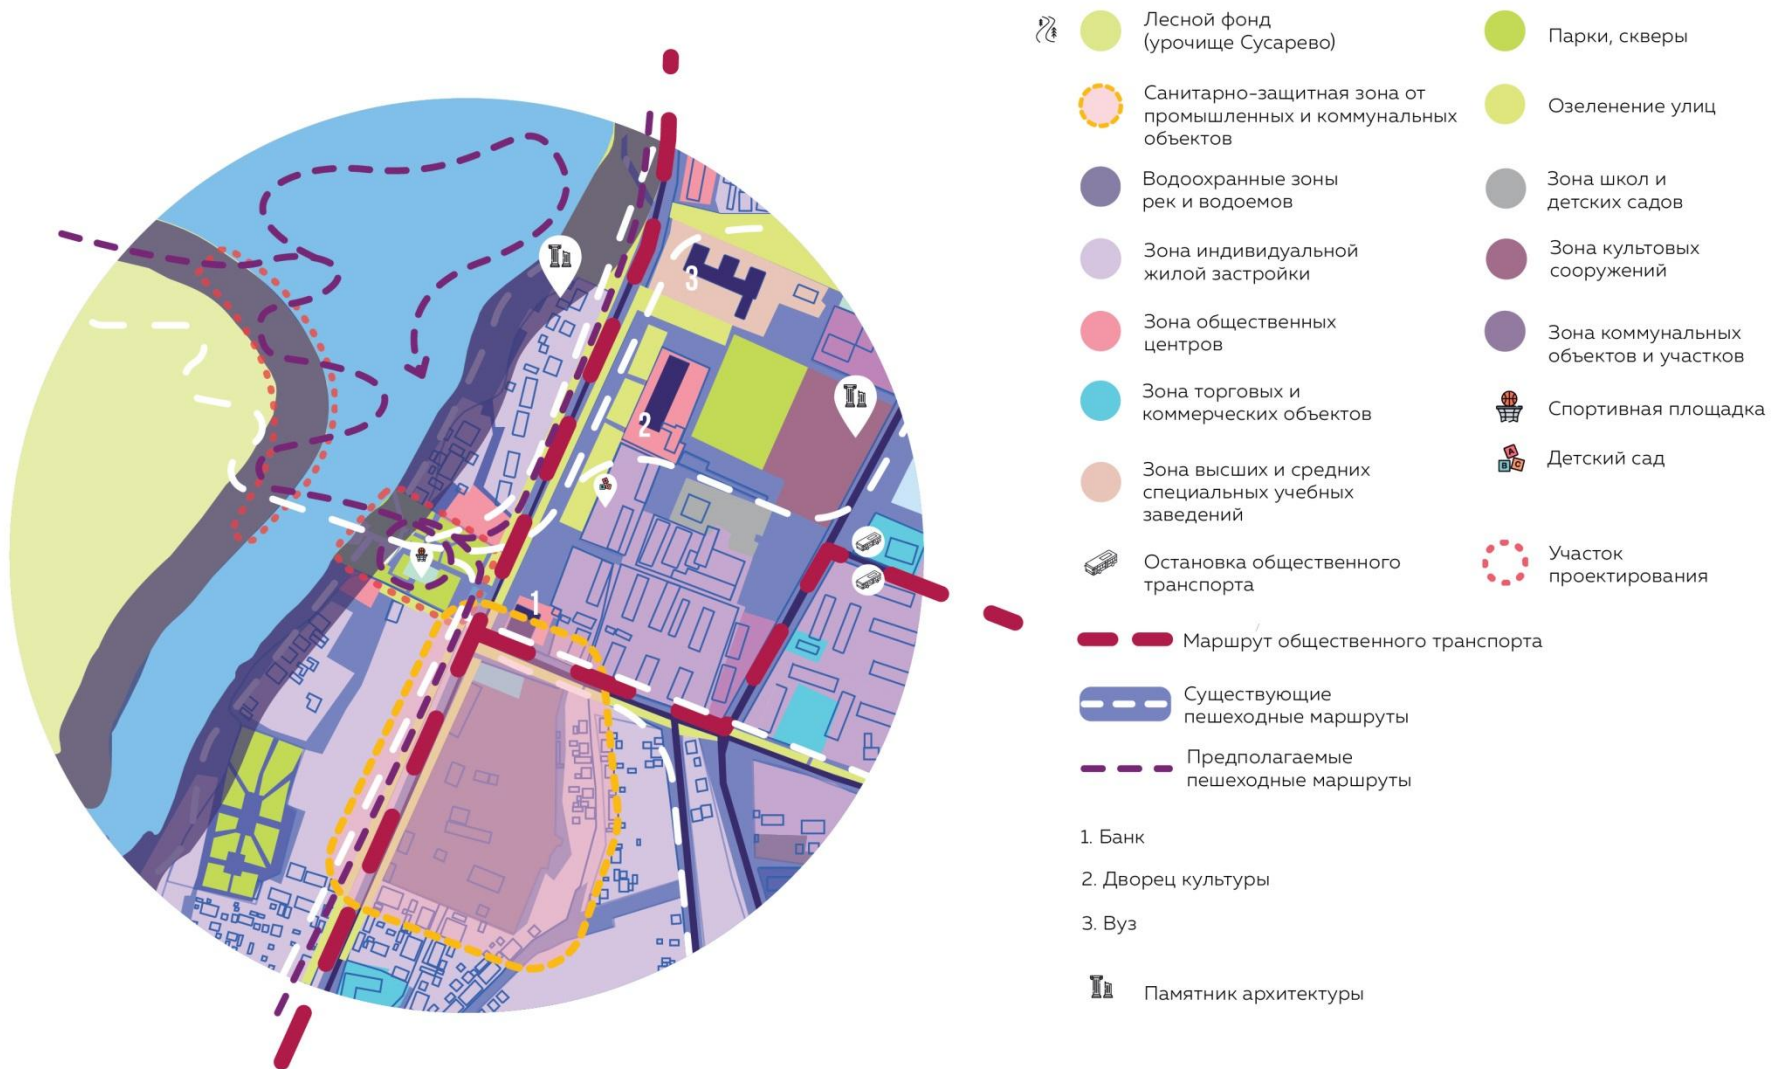 3
2
1
Лесной фонд
(урочище Сусарево)
Санитарно-защитная зона от
промышленных и коммунальных
объектов
Водоохранные зоны
рек и водоемов
Зона индивидуальной
жилой застройки
Зона общественных
центров
Зона торговых и
коммерческих объектов
Зона высших и средних
специальных учебных
заведений
Остановка общественного
транспорта
Парки, скверы
Озеленение улиц
Зона школ и
детских садов
Зона культовых
сооружений
Зона коммунальных
объектов и участков
Спортивная площадка
A
B C
Детский сад
Участок
проектирования
Маршрут общественного транспорта
Существующие
пешеходные маршруты
Предполагаемые
пешеходные маршруты
1. Банк
2. Дворец культуры
3. Вуз
Памятник архитектуры